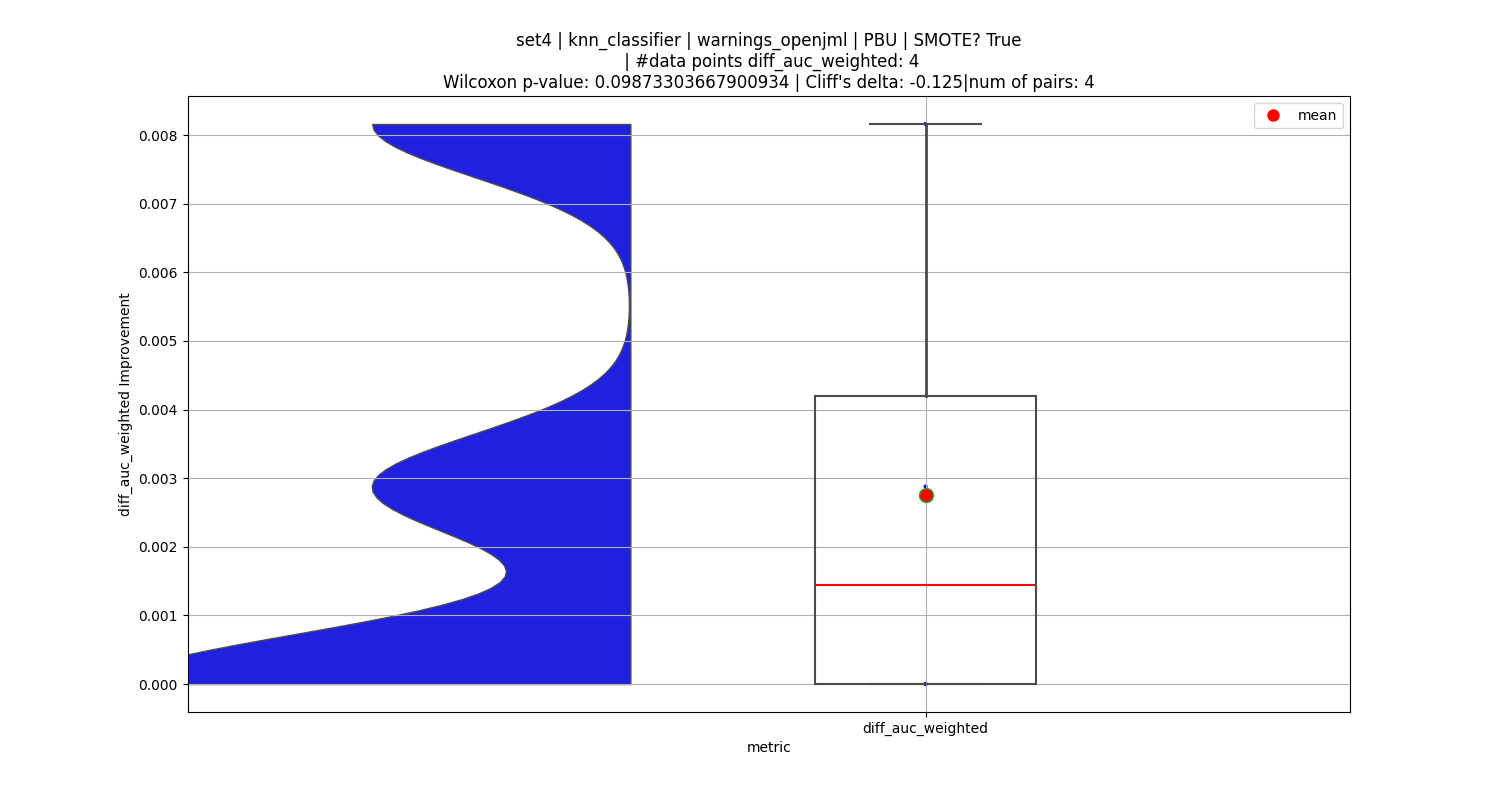 set4 | knn_classifier | warnings_openjml | PBU | SMOTE? True
| #data points diff_auc_weighted: 4
Wilcoxon p-value: 0.09873303667900934 | Cliff's delta: -0.125|num of pairs: 4
mean
0.008
0.007
0.006
0.005
0.004
0.003
0.002
0.001
0.000
diff_auc_weighted Improvement
diff_auc_weighted
metric